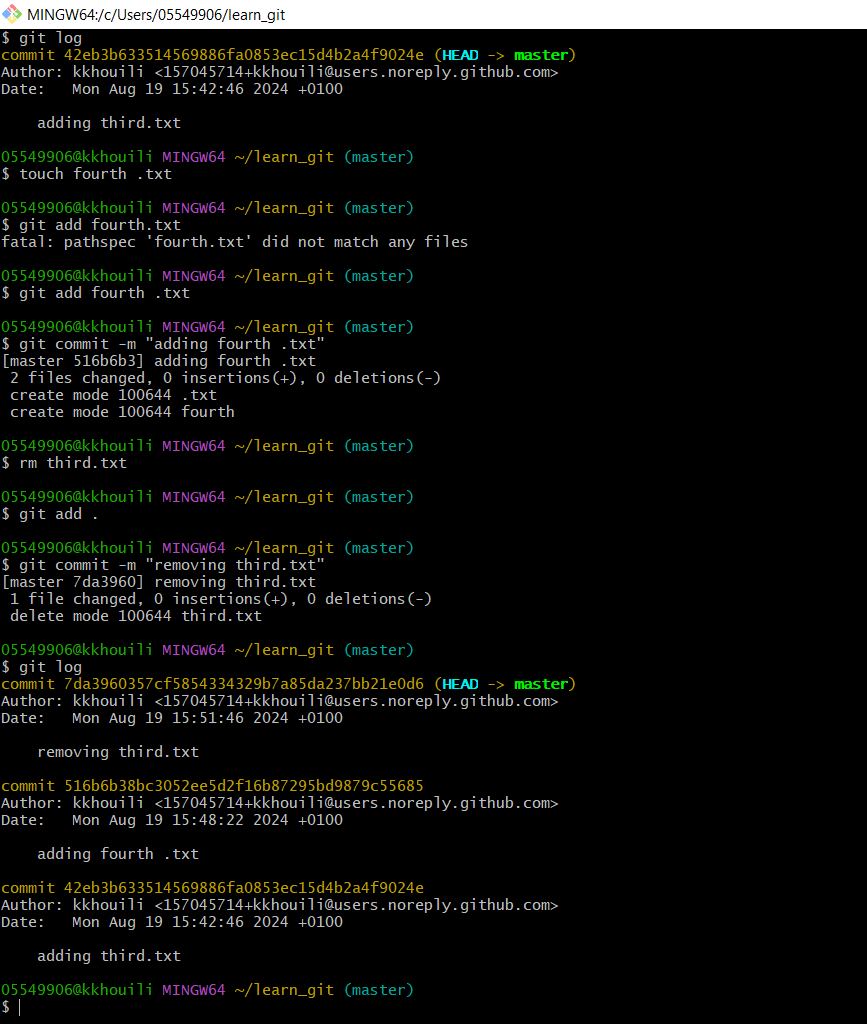 MINGW64:/c/Users/05549906/learn_git
$ git log
commit 42eb3b633514569886fa0853ec15d4b2a4f9024e (HEAD -> master)
Author: kkhouili <157045714+kkhouili@users.noreply.github.com>
Date:   Mon Aug 19 15:42:46 2024 +0100

    adding third.txt

05549906@kkhouili MINGW64 ~/learn_git (master)
$ touch fourth .txt

05549906@kkhouili MINGW64 ~/learn_git (master)
$ git add fourth.txt
fatal: pathspec 'fourth.txt' did not match any files

05549906@kkhouili MINGW64 ~/learn_git (master)
$ git add fourth .txt

05549906@kkhouili MINGW64 ~/learn_git (master)
$ git commit -m "adding fourth .txt"
[master 516b6b3] adding fourth .txt
 2 files changed, 0 insertions(+), 0 deletions(-)
 create mode 100644 .txt
 create mode 100644 fourth

05549906@kkhouili MINGW64 ~/learn_git (master)
$ rm third.txt

05549906@kkhouili MINGW64 ~/learn_git (master)
$ git add .

05549906@kkhouili MINGW64 ~/learn_git (master)
$ git commit -m "removing third.txt"
[master 7da3960] removing third.txt
 1 file changed, 0 insertions(+), 0 deletions(-)
 delete mode 100644 third.txt

05549906@kkhouili MINGW64 ~/learn_git (master)
$ git log
commit 7da3960357cf5854334329b7a85da237bb21e0d6 (HEAD -> master)
Author: kkhouili <157045714+kkhouili@users.noreply.github.com>
Date:   Mon Aug 19 15:51:46 2024 +0100

    removing third.txt

commit 516b6b38bc3052ee5d2f16b87295bd9879c55685
Author: kkhouili <157045714+kkhouili@users.noreply.github.com>
Date:   Mon Aug 19 15:48:22 2024 +0100

    adding fourth .txt

commit 42eb3b633514569886fa0853ec15d4b2a4f9024e
Author: kkhouili <157045714+kkhouili@users.noreply.github.com>
Date:   Mon Aug 19 15:42:46 2024 +0100

    adding third.txt

05549906@kkhouili MINGW64 ~/learn_git (master)
$